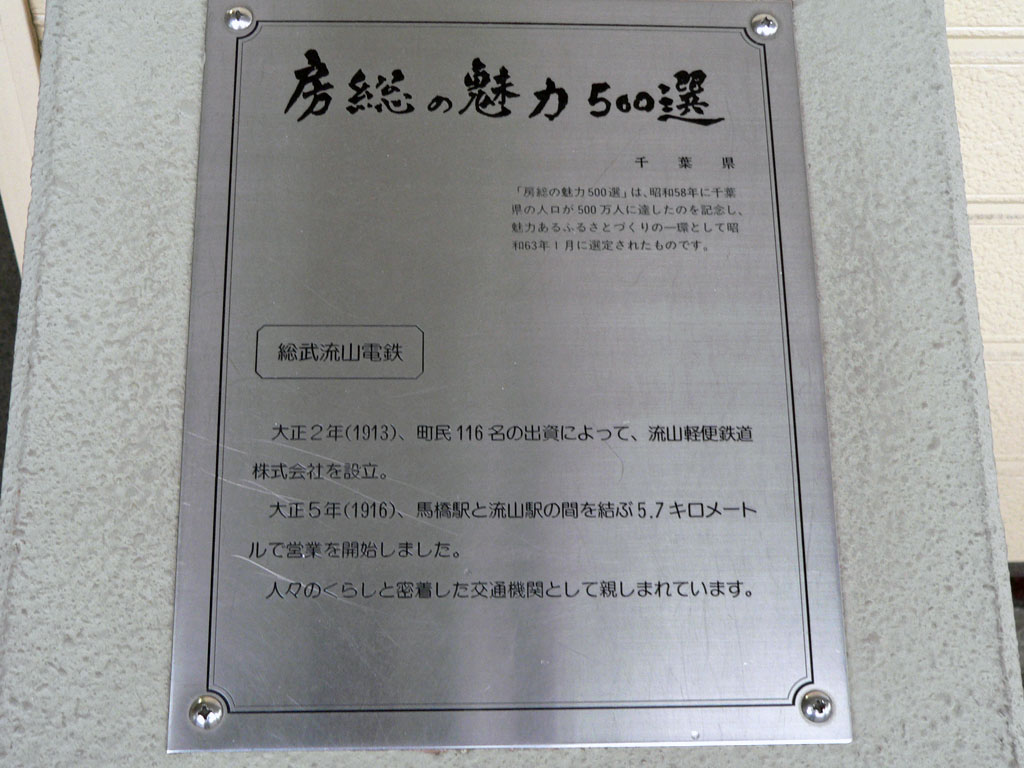 房総の魅力500選
千葉県
「房総の魅力500選」は、昭和58年に千葉
県の人口が500万人に達したのを記念し、
魅力あるふるさとづくりの一環として昭
和63年1月に選定されたものです。
総武流山電鉄
大正2年(1913)、町民116名の出資によって、流山軽便鉄道
株式会社を設立。
大正5年(1916)、馬橋駅と流山駅の間を結ぶ5.7キロメート
ルで営業を開始しました。
人々のくらしと密着した交通機関として親しまれています。